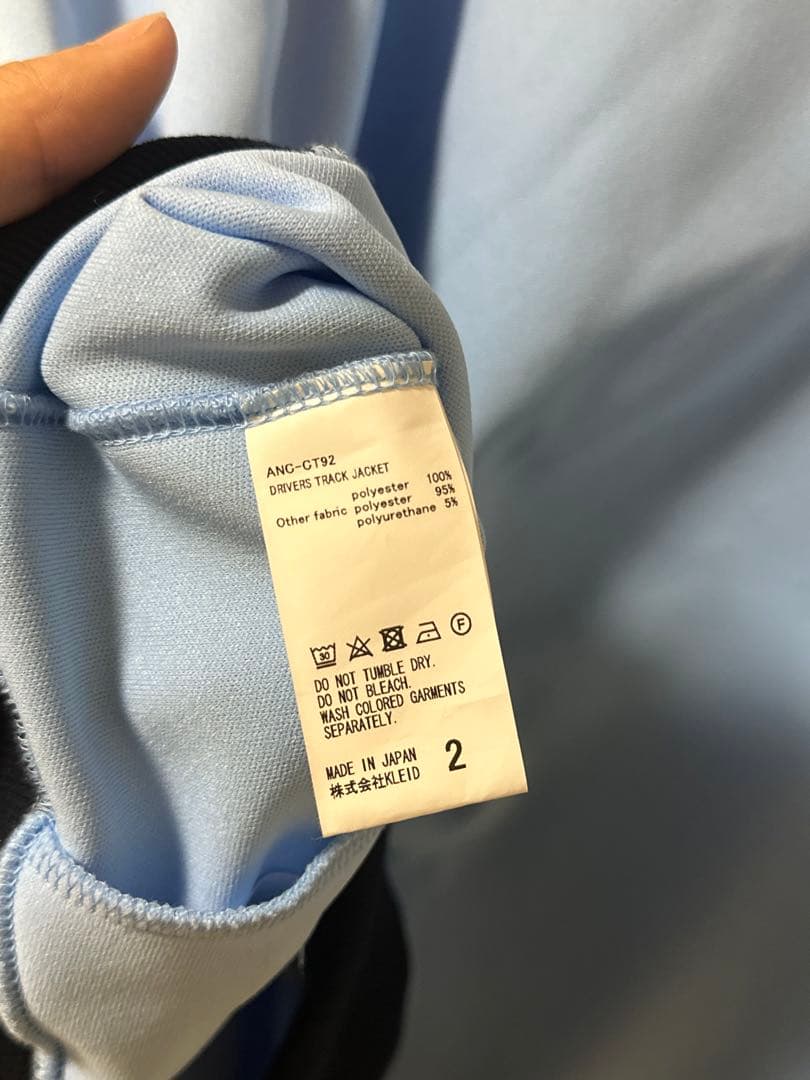 ANC-CT92
DRIVERS TRACK JACKET
polyester 100%
Other fabric polyester 95%
polyurethane 5%
30
F
DO NOT TUMBLE DRY.
DO NOT BLEACH.
WASH COLORED GARMENTS
SEPARATELY.
MADE IN JAPAN
株式会社KLEID
2